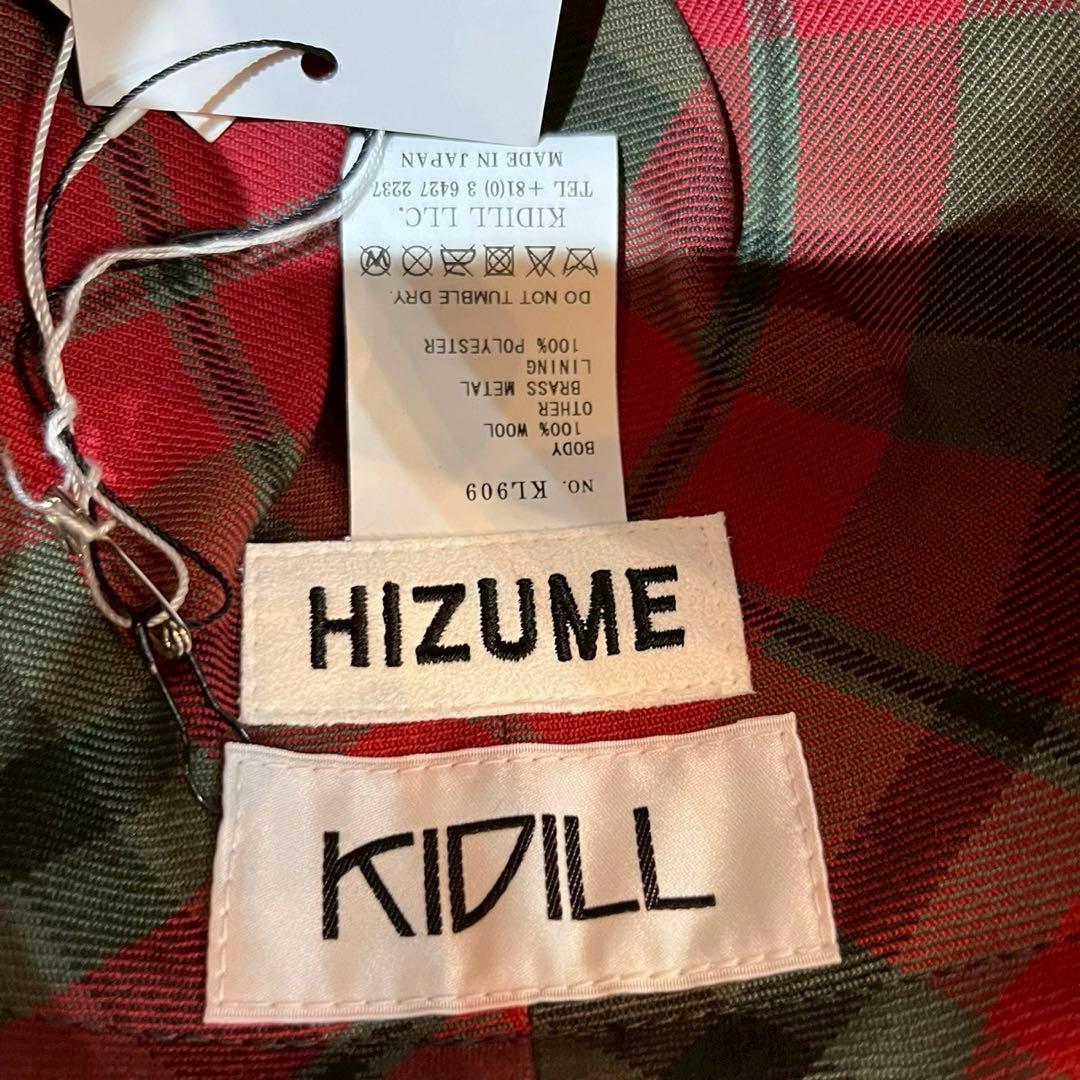 HIZUME
KIDILL
NO. KL909
BODY
100% WOOL
OTHER
BRASS METAL
LINING
100% POLYESTER
DO NOT TUMBLE DRY.
W
KIDILL LLC.
TEL +81(0) 3 6427 2237
MADE IN JAPAN